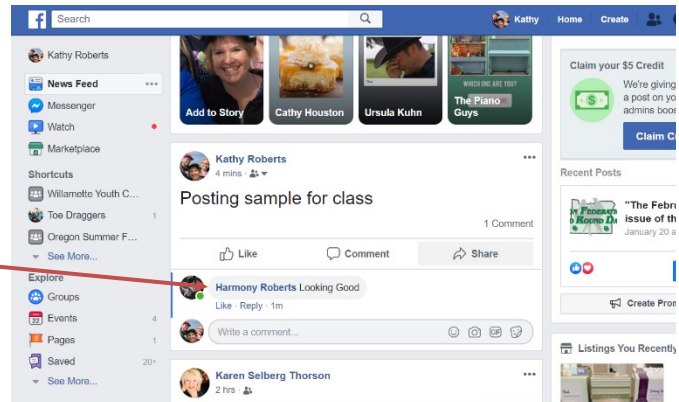 f Search Kathy Home Create
Kathy Roberts
News Feed
Messenger
Watch
Marketplace
Shortcuts
Willamette Youth C...
Toe Draggers 1
Oregon Summer F...
See More...
Explore
Groups
22 Events 4
Pages 1
Saved 20+
See More...
Add to Story
Cathy Houston
Ursula Kuhn
WHICH ONE ARE YOU?
The Piano
Guys
Kathy Roberts
4 mins
Posting sample for class
1 Comment
Like Comment Share
Harmony Roberts Looking Good
Like · Reply · 1m
Write a comment...
GIF
Karen Selberg Thorson
2 hrs
Claim your $5 Credit
$
We're giving
a post on yo
admins boos
Claim C
Recent Posts
"The Febru
issue of th
January 20 a
Create Pron
Listings You Recently